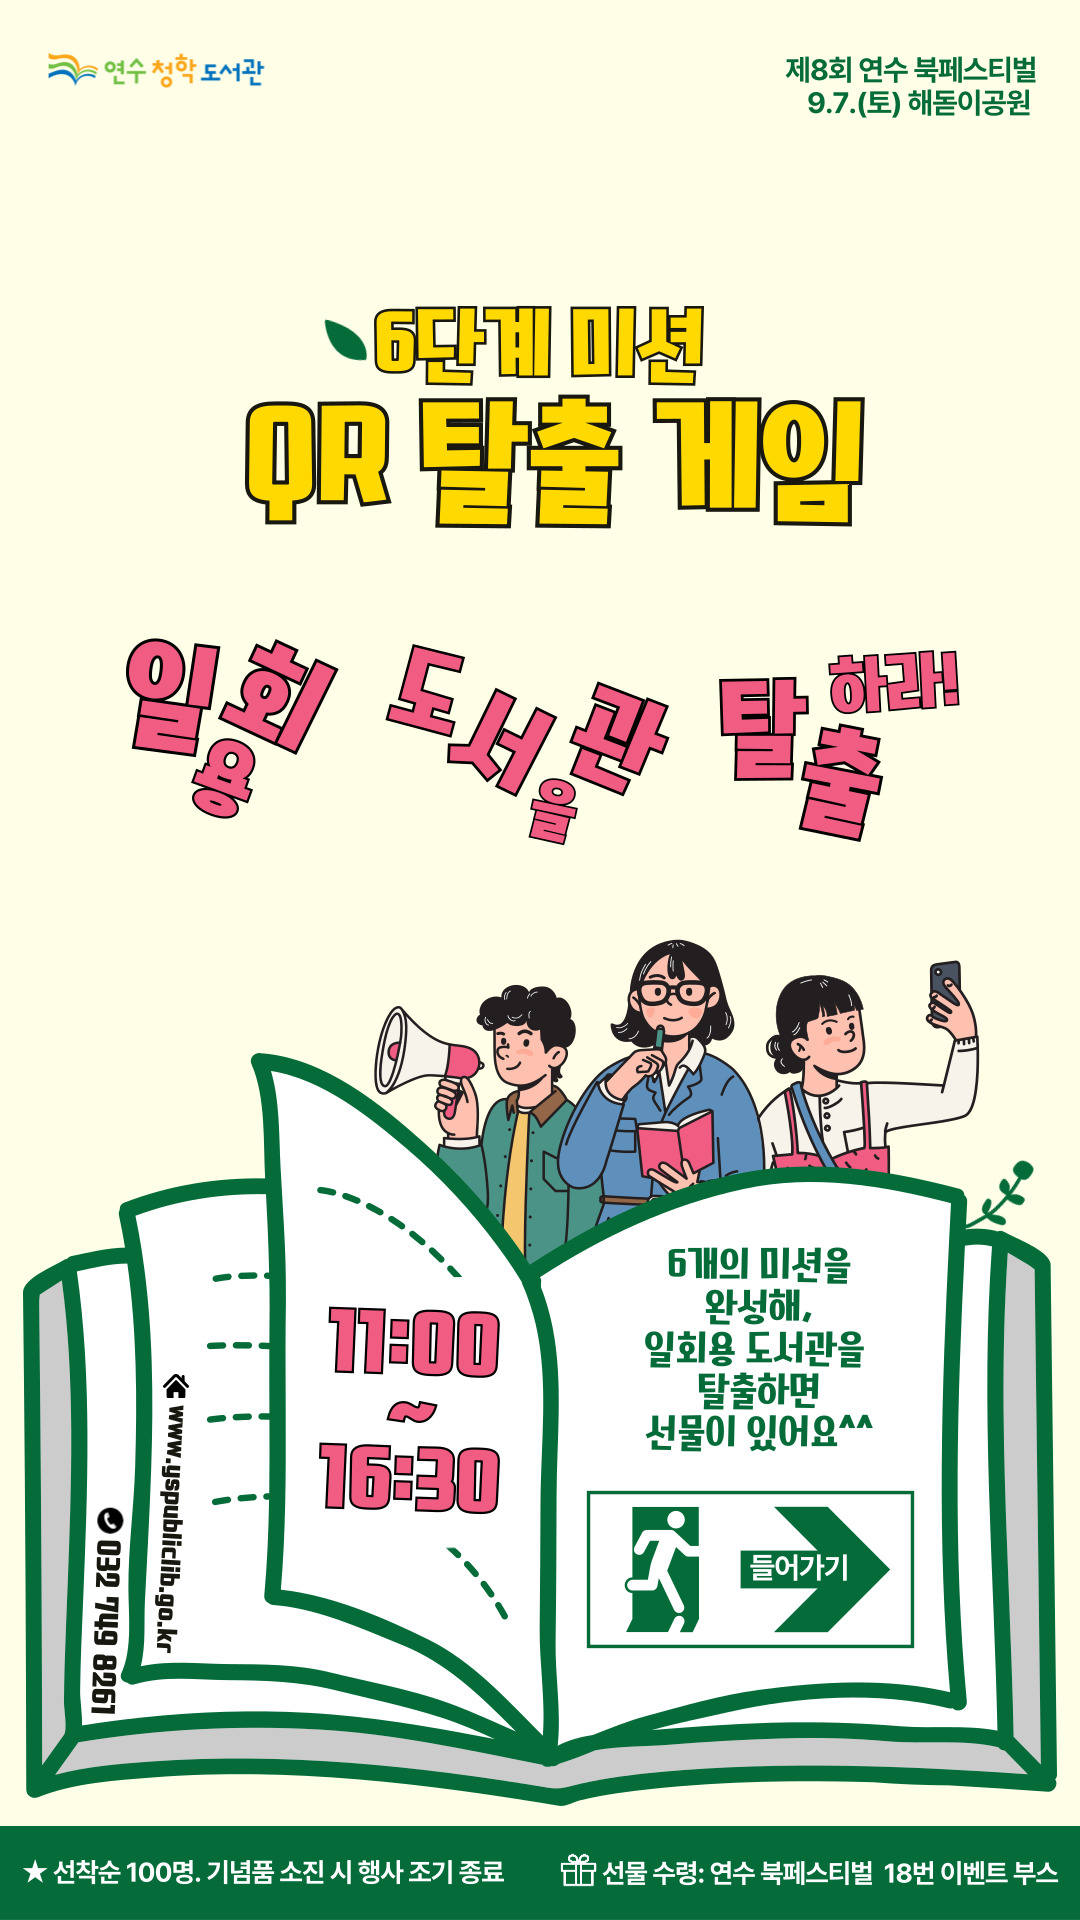 연수 청학 도서관
제8회 연수 북페스티벌
9.7.(토) 해돋이공원
6단계 미션
QR 탈출 게임
일회용 도서관을 탈출하라!
11:00
~
16:30
6개의 미션을
완성해,
일회용 도서관을
탈출하면
선물이 있어요^^
들어가기
www.yspubliclib.go.kr
032 749 8261
★ 선착순 100명. 기념품 소진 시 행사 조기 종료
선물 수령: 연수 북페스티벌 18번 이벤트 부스